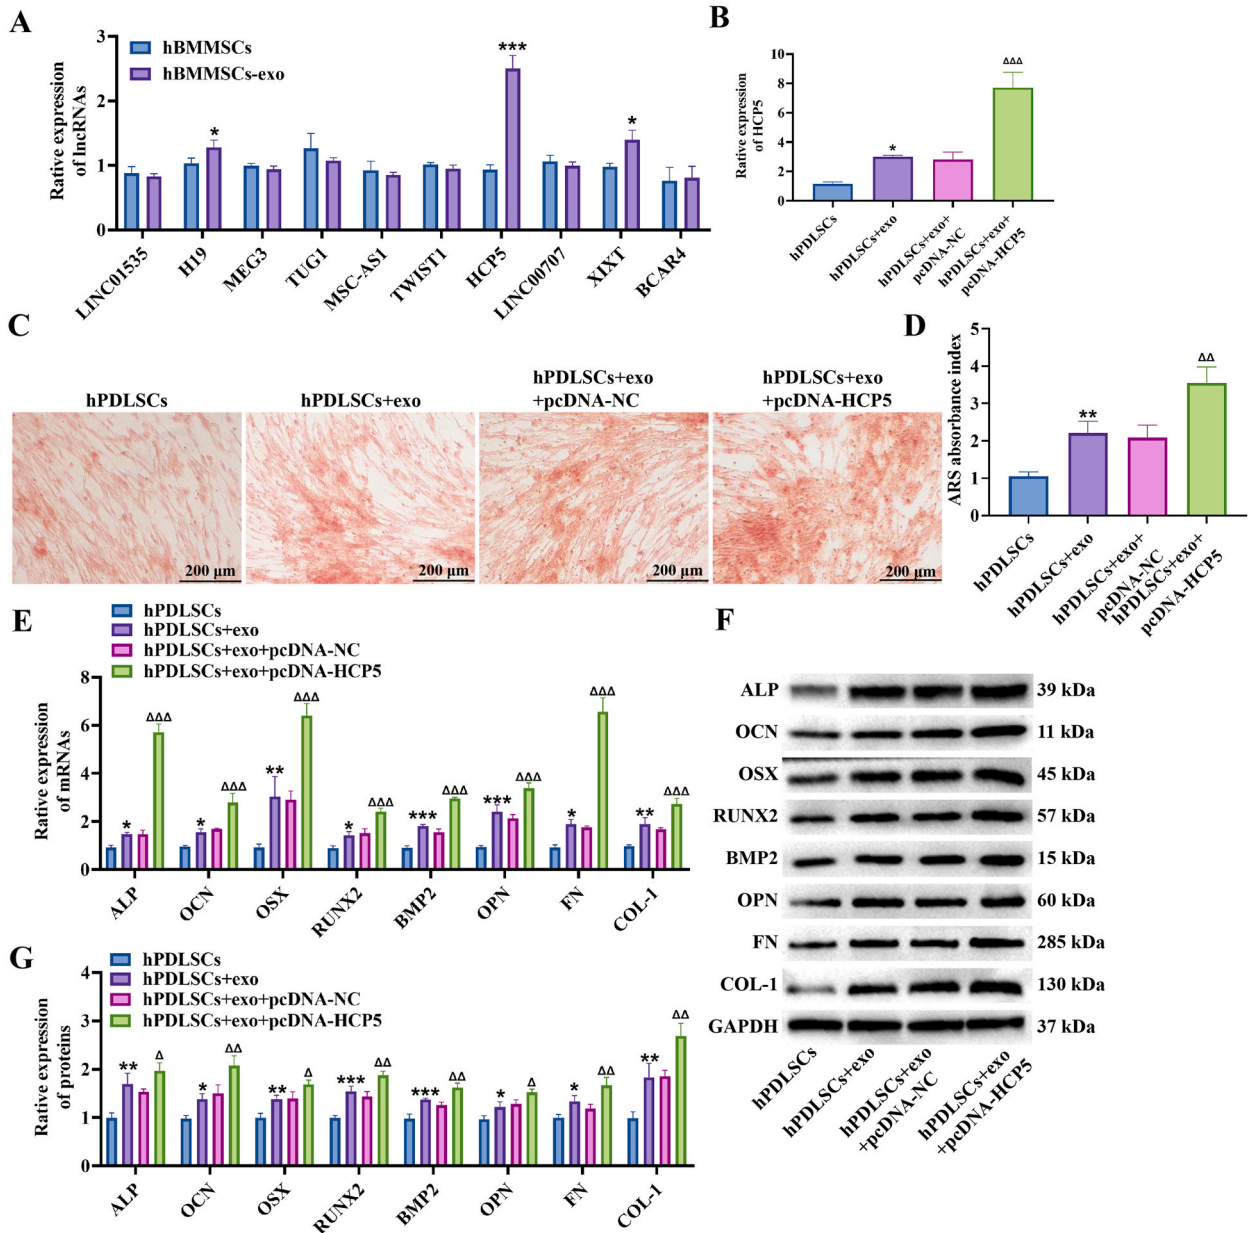 A
Rative expression
of lncRNAs
3
2
1
0
hBMMSCs
hBMMSCs-exo
*
***
*
LINC01535
H19
MEG3
TUG1
MSC-AS1
TWIST1
HCP5
LINC00707
XIXT
BCAR4
B
Rative expression
of HCP5
10
8
6
4
2
0
*
ΔΔΔ
hPDLSCs
hPDLSCs+exo
hPDLSCs+exo+
pcDNA-NC
hPDLSCs+exo+
pcDNA-HCP5
C
hPDLSCs
hPDLSCs+exo
hPDLSCs+exo
+pcDNA-NC
hPDLSCs+exo
+pcDNA-HCP5
200 μm
200 μm
200 μm
200 μm
D
ARS absorbance index
5
4
3
2
1
0
**
ΔΔ
hPDLSCs
hPDLSCs+exo
hPDLSCs+exo+
pcDNA-NC
hPDLSCs+exo+
pcDNA-HCP5
E
hPDLSCs
hPDLSCs+exo
hPDLSCs+exo+pcDNA-NC
hPDLSCs+exo+pcDNA-HCP5
Rative expression
of mRNAs
8
6
4
2
0
*
ΔΔΔ
*
ΔΔΔ
**
ΔΔΔ
*
ΔΔΔ
***
ΔΔΔ
***
ΔΔΔ
*
ΔΔΔ
**
ΔΔΔ
ALP
OCN
OSX
RUNX2
BMP2
OPN
FN
COL-1
F
ALP 39 kDa
OCN 11 kDa
OSX 45 kDa
RUNX2 57 kDa
BMP2 15 kDa
OPN 60 kDa
FN 285 kDa
COL-1 130 kDa
GAPDH 37 kDa
hPDLSCs
hPDLSCs+exo
hPDLSCs+exo
+pcDNA-NC
hPDLSCs+exo
+pcDNA-HCP5
G
hPDLSCs
hPDLSCs+exo
hPDLSCs+exo+pcDNA-NC
hPDLSCs+exo+pcDNA-HCP5
Rative expression
of proteins
4
3
2
1
0
**
Δ
*
ΔΔ
**
Δ
***
ΔΔ
***
ΔΔ
*
Δ
*
ΔΔ
**
ΔΔ
ALP
OCN
OSX
RUNX2
BMP2
OPN
FN
COL-1